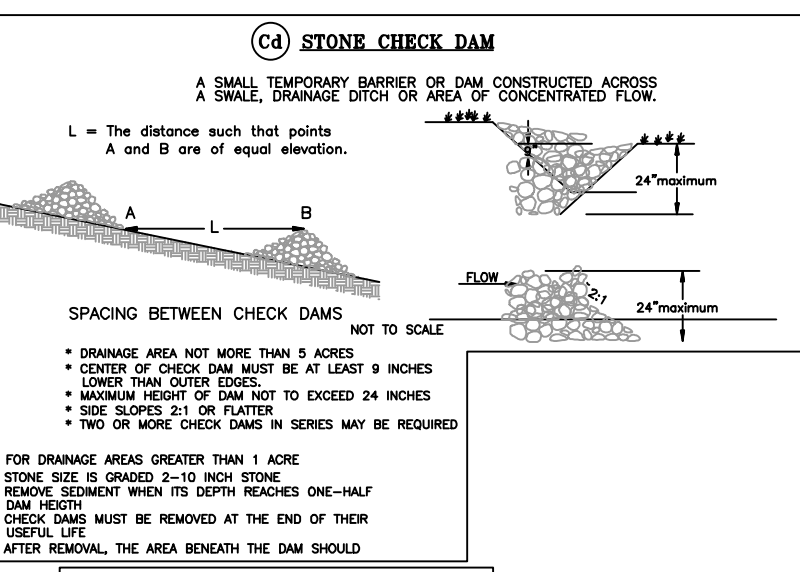 Cd STONE CHECK DAM
A SMALL TEMPORARY BARRIER OR DAM CONSTRUCTED ACROSS
A SWALE, DRAINAGE DITCH OR AREA OF CONCENTRATED FLOW.
L = The distance such that points
A and B are of equal elevation.
9"
24"maximum
A
B
L
FLOW
2:1
24"maximum
SPACING BETWEEN CHECK DAMS
NOT TO SCALE
* DRAINAGE AREA NOT MORE THAN 5 ACRES
* CENTER OF CHECK DAM MUST BE AT LEAST 9 INCHES
LOWER THAN OUTER EDGES.
* MAXIMUM HEIGHT OF DAM NOT TO EXCEED 24 INCHES
* SIDE SLOPES 2:1 OR FLATTER
* TWO OR MORE CHECK DAMS IN SERIES MAY BE REQUIRED
FOR DRAINAGE AREAS GREATER THAN 1 ACRE
STONE SIZE IS GRADED 2-10 INCH STONE
REMOVE SEDIMENT WHEN ITS DEPTH REACHES ONE-HALF
DAM HEIGTH
CHECK DAMS MUST BE REMOVED AT THE END OF THEIR
USEFUL LIFE
AFTER REMOVAL, THE AREA BENEATH THE DAM SHOULD